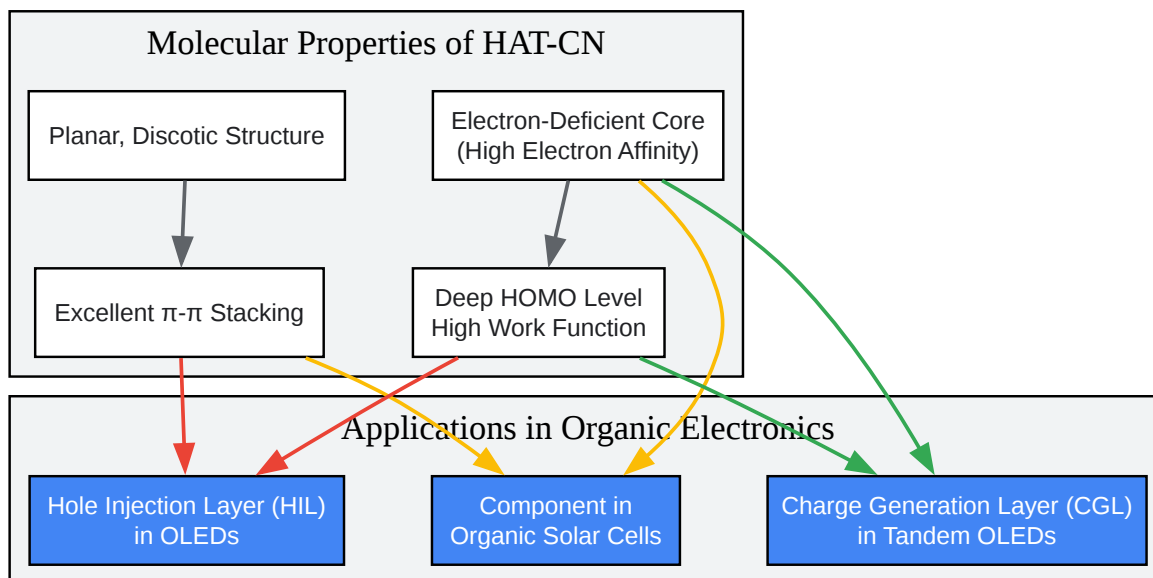 Molecular Properties of HAT-CN
Planar, Discotic Structure
Electron-Deficient Core
(High Electron Affinity)
Excellent π-π Stacking
Deep HOMO Level
High Work Function
Applications in Organic Electronics
Hole Injection Layer (HIL)
in OLEDs
Component in
Organic Solar Cells
Charge Generation Layer (CGL)
in Tandem OLEDs